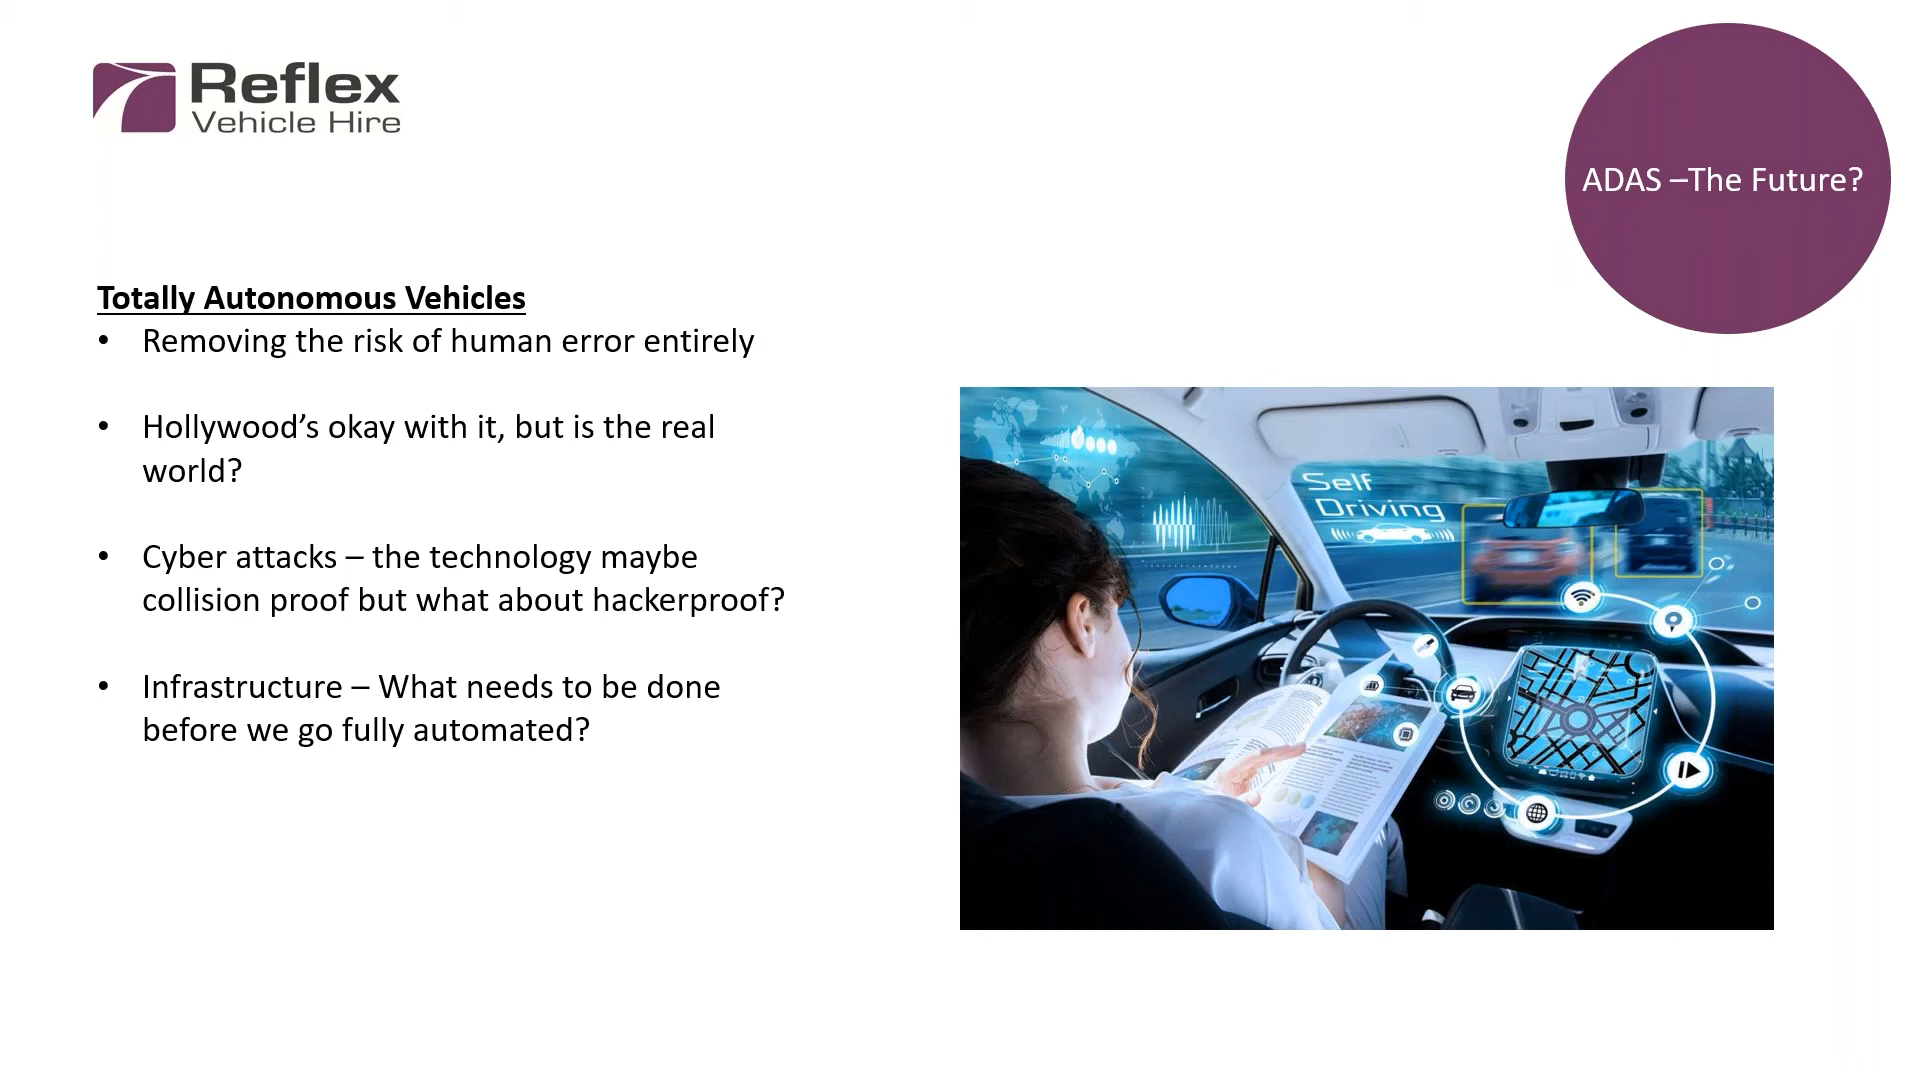 Reflex
Vehicle Hire
ADAS –The Future?
Totally Autonomous Vehicles
• Removing the risk of human error entirely
• Hollywood’s okay with it, but is the real
world?
• Cyber attacks – the technology maybe
collision proof but what about hackerproof?
• Infrastructure – What needs to be done
before we go fully automated?
Self
Driving